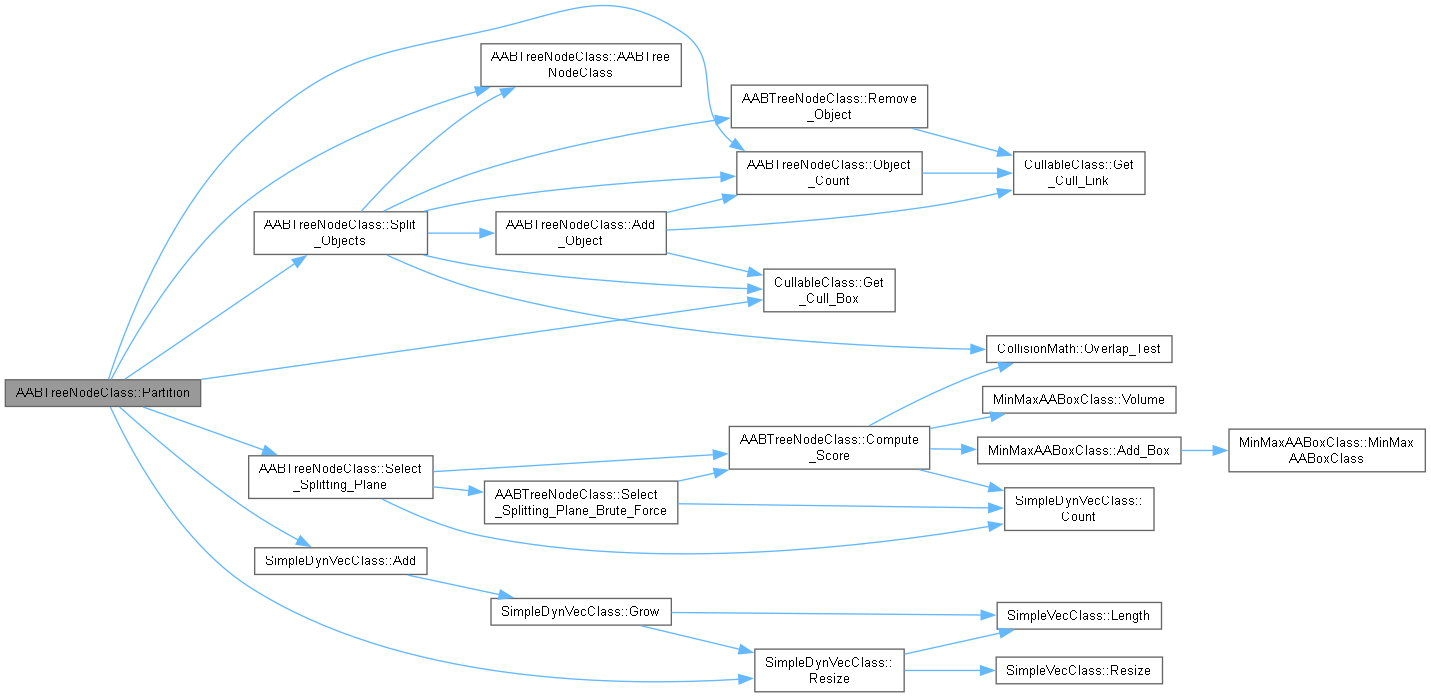 AABTreeNodeClass::AABTree
NodeClass
AABTreeNodeClass::Remove
_Object
AABTreeNodeClass::Object
_Count
CullableClass::Get
_Cull_Link
AABTreeNodeClass::Split
_Objects
AABTreeNodeClass::Add
_Object
CullableClass::Get
_Cull_Box
CollisionMath::Overlap_Test
AABTreeNodeClass::Partition
MinMaxAABoxClass::Volume
AABTreeNodeClass::Compute
_Score
MinMaxAABoxClass::Add_Box
MinMaxAABoxClass::MinMax
AABoxClass
AABTreeNodeClass::Select
_Splitting_Plane
AABTreeNodeClass::Select
_Splitting_Plane_Brute_Force
SimpleDynVecClass::
Count
SimpleDynVecClass::Add
SimpleDynVecClass::Grow
SimpleVecClass::Length
SimpleDynVecClass::
Resize
SimpleVecClass::Resize